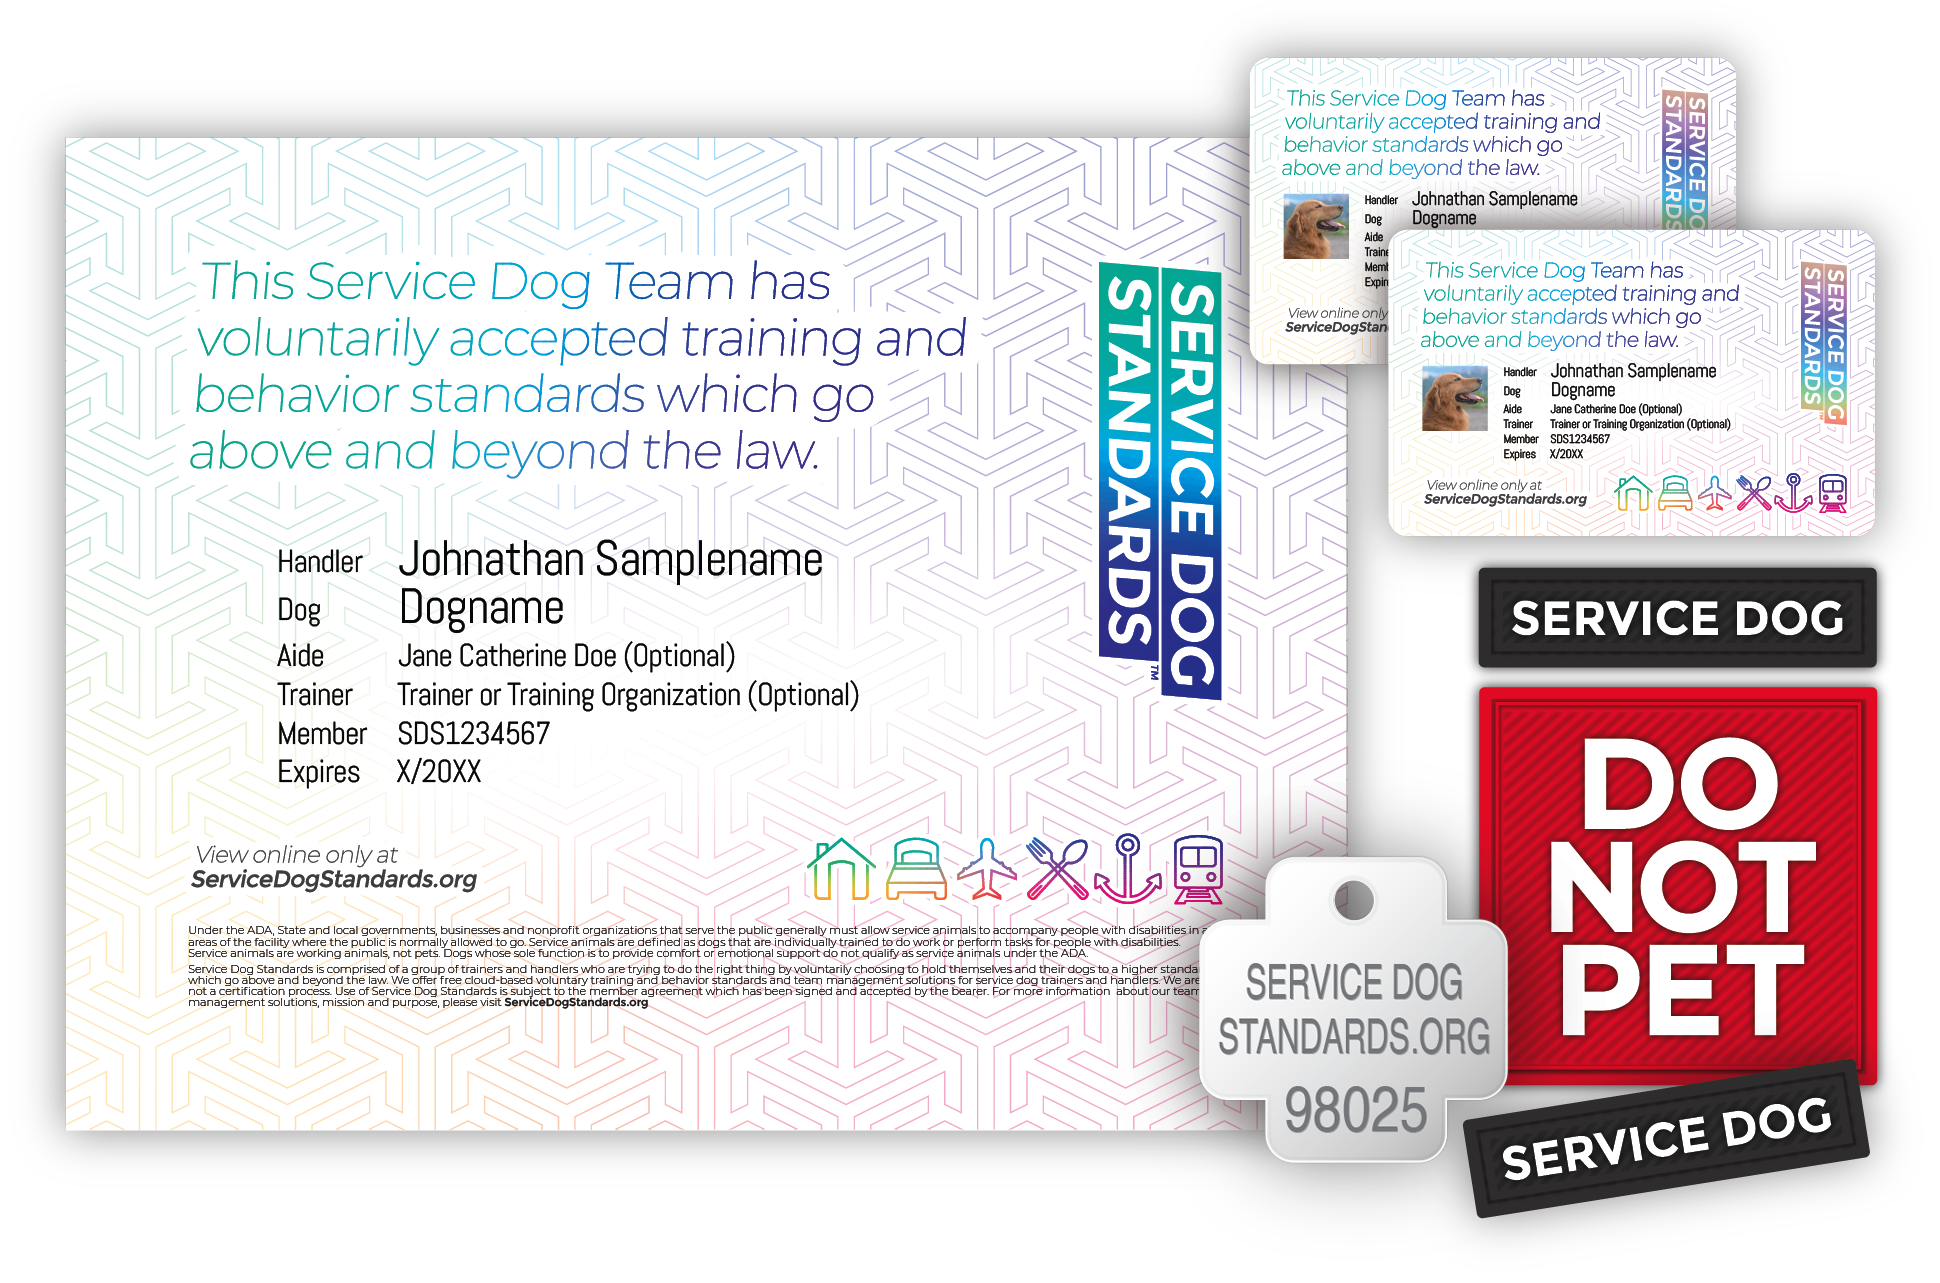 This Service Dog Team has
voluntarily accepted training and
behavior standards which go
above and beyond the law.
SERVICE DOG
STANDARDS
TM
Handler Johnathan Samplename
Dog Dogname
Aide Jane Catherine Doe (Optional)
Trainer Trainer or Training Organization (Optional)
Member SDS1234567
Expires X/20XX
View online only at
ServiceDogStandards.org
Under the ADA, State and local governments, businesses and nonprofit organizations that serve the public generally must allow service animals to accompany people with disabilities in
areas of the facility where the public is normally allowed to go. Service animals are defined as dogs that are individually trained to do work or perform tasks for people with disabilities.
Service animals are working animals, not pets. Dogs whose sole function is to provide comfort or emotional support do not qualify as service animals under the ADA.
Service Dog Standards is comprised of a group of trainers and handlers who are trying to do the right thing by voluntarily choosing to hold themselves and their dogs to a higher standa
which go above and beyond the law. We offer free cloud-based voluntary training and behavior standards and team management solutions for service dog trainers and handlers. We are
not a certification process. Use of Service Dog Standards is subject to the member agreement which has been signed and accepted by the bearer. For more information about our team
management solutions, mission and purpose, please visit ServiceDogStandards.org
This Service Dog Team has
voluntarily accepted training and
behavior standards which go
above and beyond the law.
SERVICE DO
STANDARDS
Handler Johnathan Samplename
Dog Dogname
Aide
Traine
Memb
Expir
View online only
ServiceDogStan
This Service Dog Team has
voluntarily accepted training and
behavior standards which go
above and beyond the law.
SERVICE DOG
STANDARDS
Handler Johnathan Samplename
Dog Dogname
Aide Jane Catherine Doe (Optional)
Trainer Trainer or Training Organization (Optional)
Member SDS1234567
Expires X/20XX
View online only at
ServiceDogStandards.org
SERVICE DOG
DO
NOT
PET
SERVICE DOG
STANDARDS.ORG
98025
SERVICE DOG